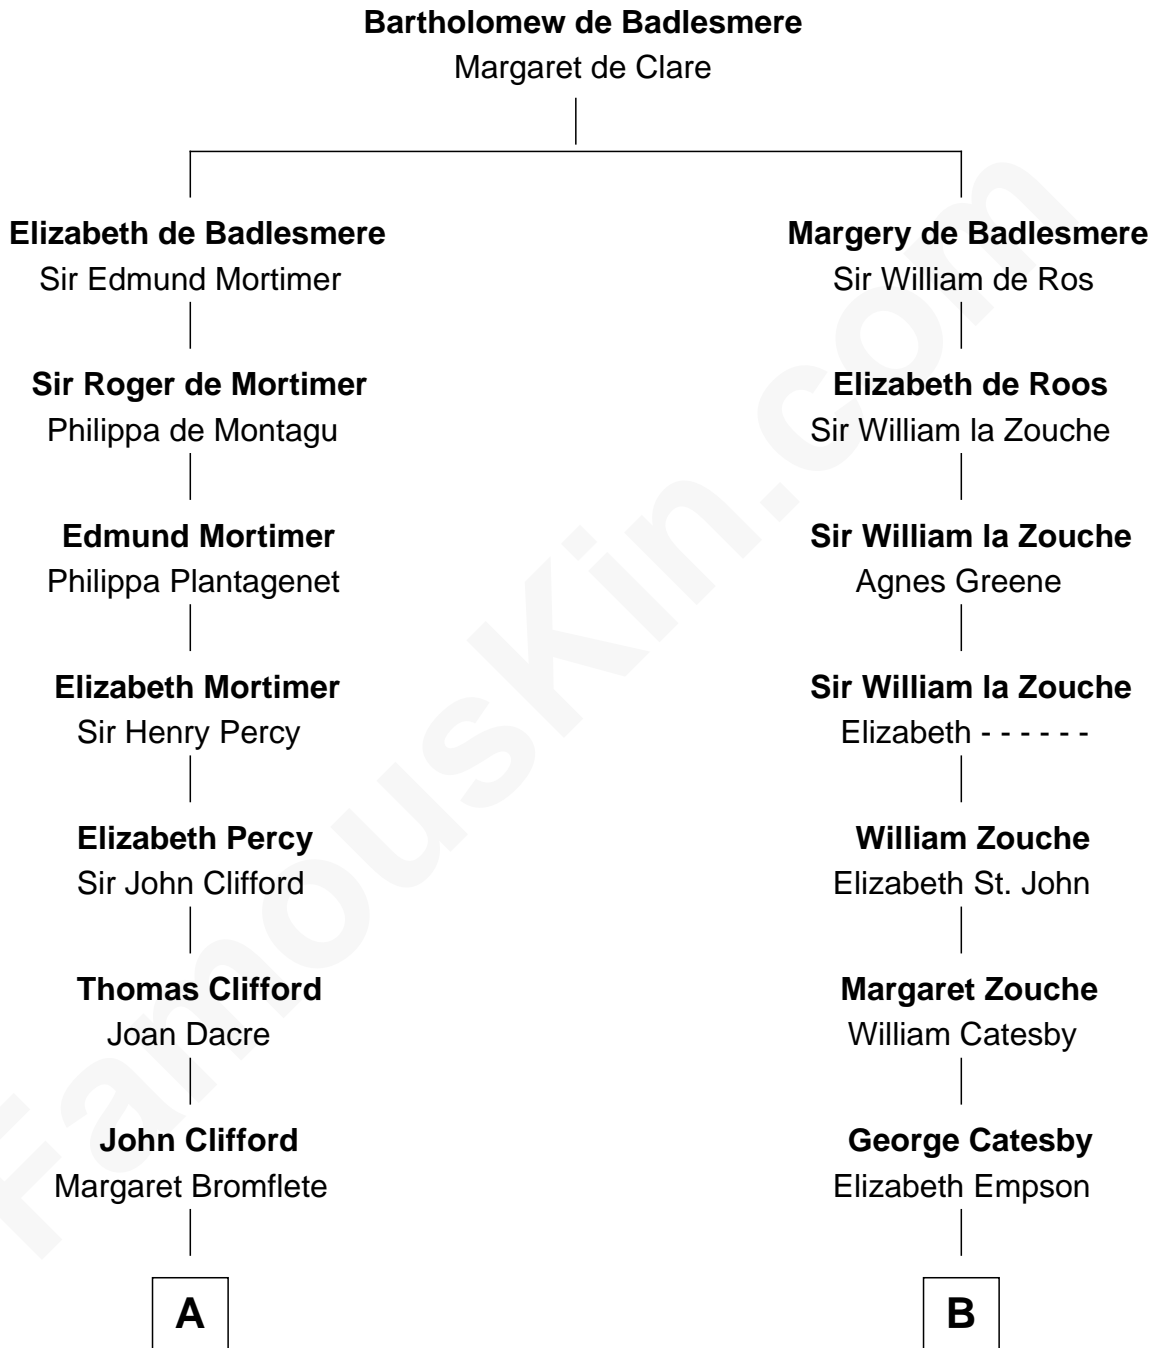 Bartholomew de Badlesmere
Margaret de Clare
Elizabeth de Badlesmere
Sir Edmund Mortimer
Sir Roger de Mortimer
Philippa de Montagu
Edmund Mortimer
Philippa Plantagenet
Elizabeth Mortimer
Sir Henry Percy
Elizabeth Percy
Sir John Clifford
Thomas Clifford
Joan Dacre
John Clifford
Margaret Bromflete
A
Margery de Badlesmere
Sir William de Ros
Elizabeth de Roos
Sir William la Zouche
Sir William la Zouche
Agnes Greene
Sir William la Zouche
Elizabeth - - - - - -
William Zouche
Elizabeth St. John
Margaret Zouche
William Catesby
George Catesby
Elizabeth Empson
B
FamousKin.com